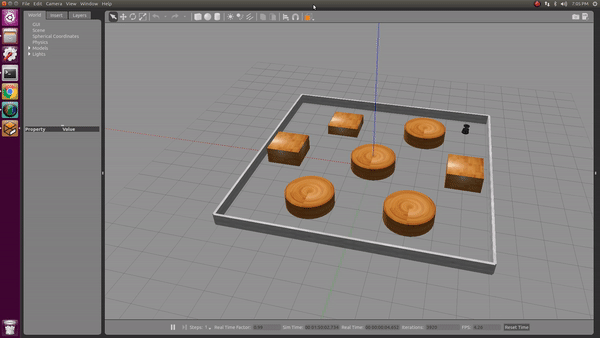 File Edit Camera View Window Help
7:05 PM
World Insert Layers
GUI
Scene
Spherical Coordinates
Physics
Models
Lights
Property Value
Steps: Real Time Factor: Sim Time: Real Time: Iterations: FPS: Reset Time